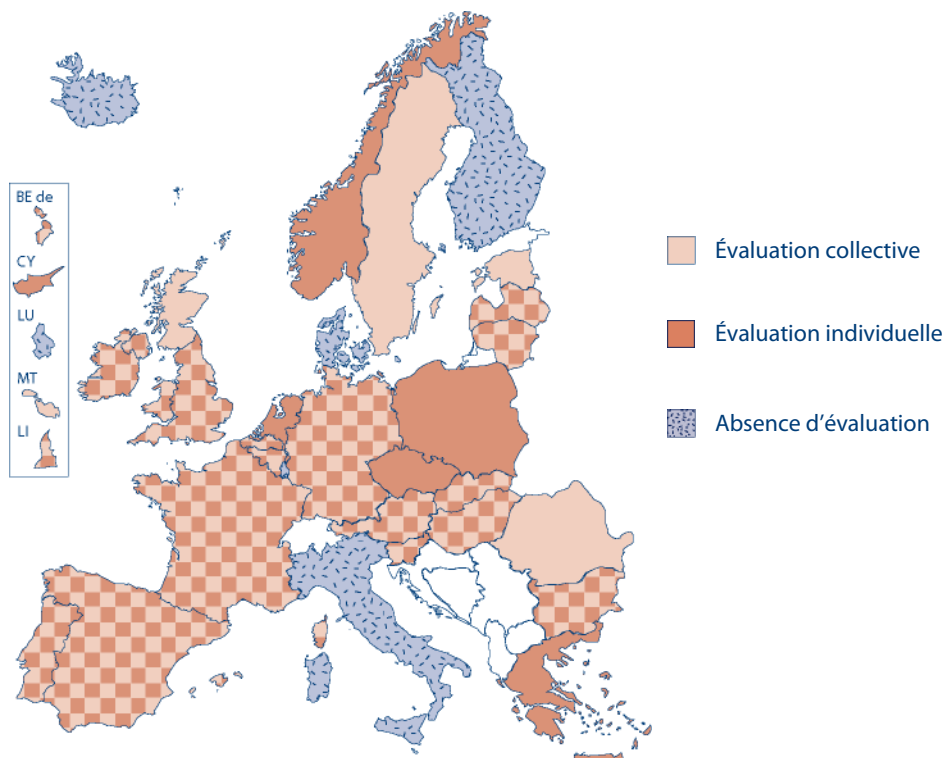 BE de
CY
LU
MT
LI
Évaluation collective
Évaluation individuelle
Absence d'évaluation